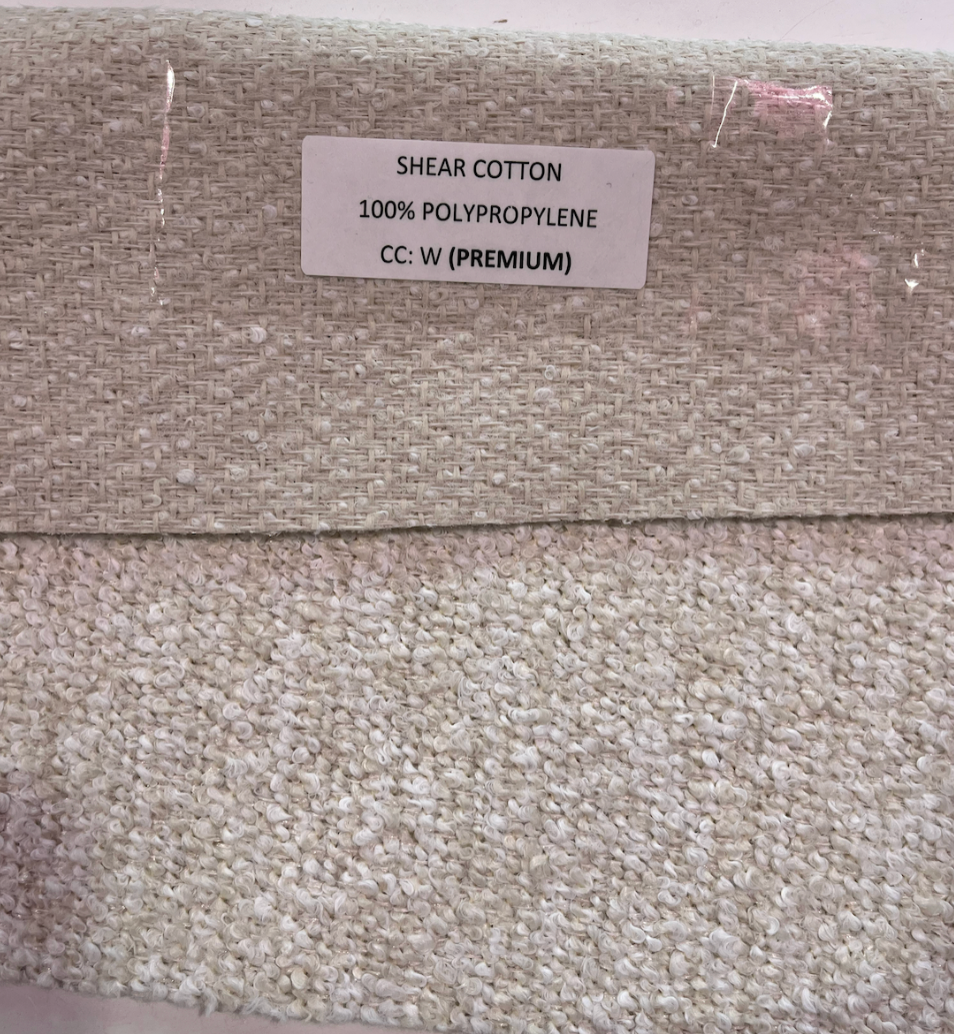 SHEAR COTTON
100% POLYPROPYLENE
CC: W (PREMIUM)